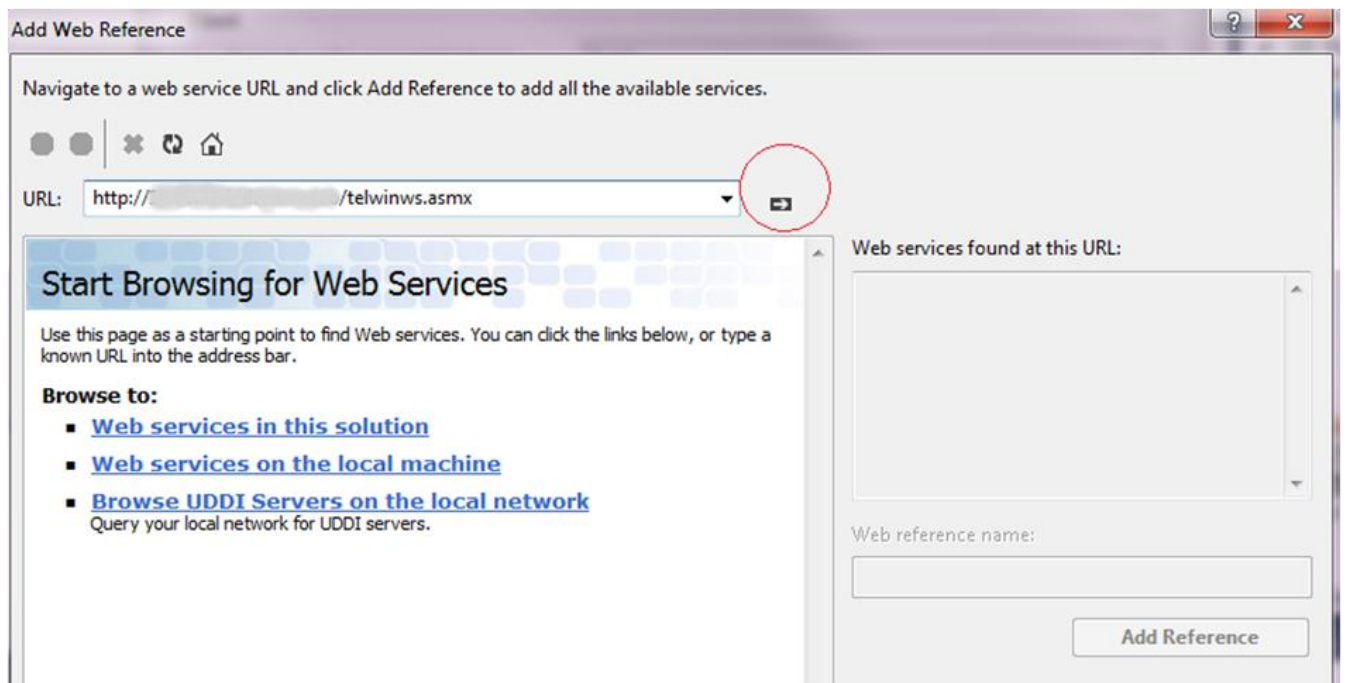 Add Web Reference
Navigate to a web service URL and click Add Reference to add all the available services.
URL: http:// /telwinws.asmx
Start Browsing for Web Services
Use this page as a starting point to find Web services. You can click the links below, or type a
known URL into the address bar.
Browse to:
Web services in this solution
Web services on the local machine
Browse UDDI Servers on the local network
Query your local network for UDDI servers.
Web services found at this URL:
Web reference name:
Add Reference